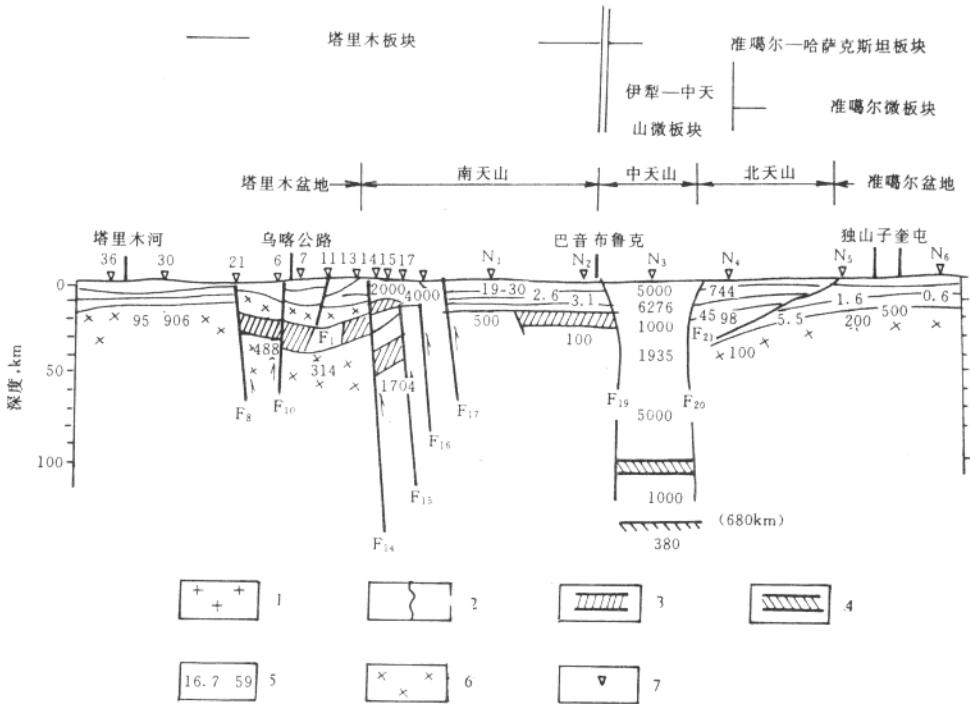 塔里木板块
准噶尔—哈萨克斯坦板块
伊犁—中天
山微板块
准噶尔微板块
塔里木盆地
南天山
中天山
北天山
准噶尔盆地
塔里木河
乌喀公路
巴音布鲁克
独山子奎屯
36 30 21 6 7 11 13 14 15 17 N₁ N₂ N₃ N₄ N₅ N₆
0 2000 4000 19-30 2.6 3.1 5000 744 1.6 0.6
6276
95 906 500 1000 45 98 5.5 200 500
F₁ F₂₁
488 314 100 1935 100
50 1704
F₈ F₁₀ F₁₇ F₁₉ F₂₀
5000
F₁₆
100
F₁₅ 1000
(680km)
F₁₄ 380
深度,km
1 2 3 4
16.7 59 5 6 7